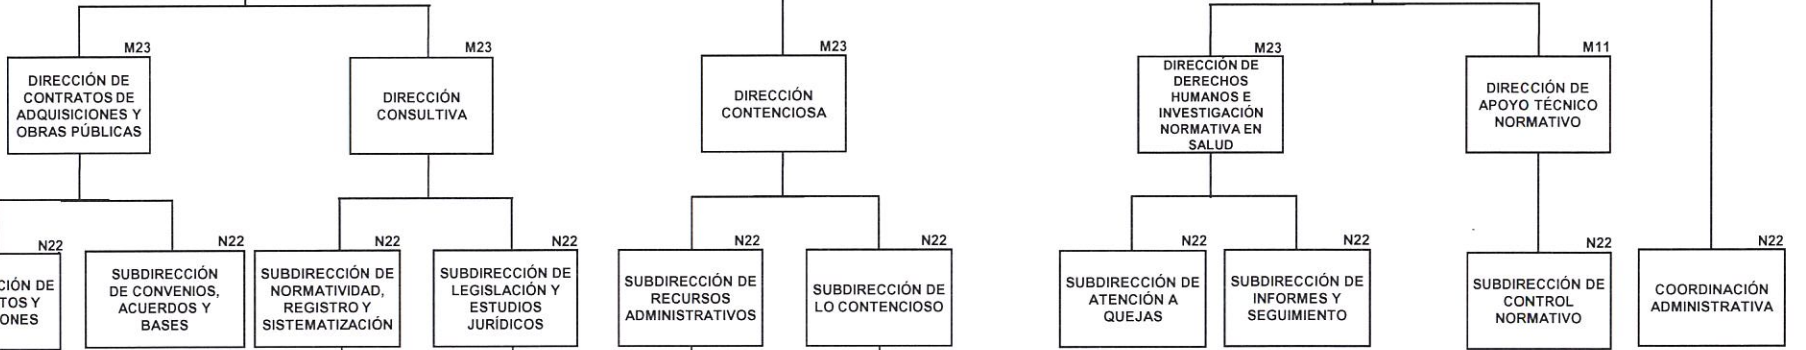 M23
DIRECCIÓN DE
CONTRATOS DE
ADQUISICIONES Y
OBRAS PÚBLICAS
M23
DIRECCIÓN
CONSULTIVA
M23
DIRECCIÓN
CONTENCIOSA
M23
DIRECCIÓN DE
DERECHOS
HUMANOS E
INVESTIGACIÓN
NORMATIVA EN
SALUD
M11
DIRECCIÓN DE
APOYO TÉCNICO
NORMATIVO
N22
CIÓN DE
TOS Y
ONES
N22
SUBDIRECCIÓN
DE CONVENIOS,
ACUERDOS Y
BASES
N22
SUBDIRECCIÓN DE
NORMATIVIDAD,
REGISTRO Y
SISTEMATIZACIÓN
N22
SUBDIRECCIÓN DE
LEGISLACIÓN Y
ESTUDIOS
JURÍDICOS
N22
SUBDIRECCIÓN DE
RECURSOS
ADMINISTRATIVOS
N22
SUBDIRECCIÓN DE
LO CONTENCIOSO
N22
SUBDIRECCIÓN DE
ATENCIÓN A
QUEJAS
N22
SUBDIRECCIÓN DE
INFORMES Y
SEGUIMIENTO
N22
SUBDIRECCIÓN DE
CONTROL
NORMATIVO
N22
COORDINACIÓN
ADMINISTRATIVA